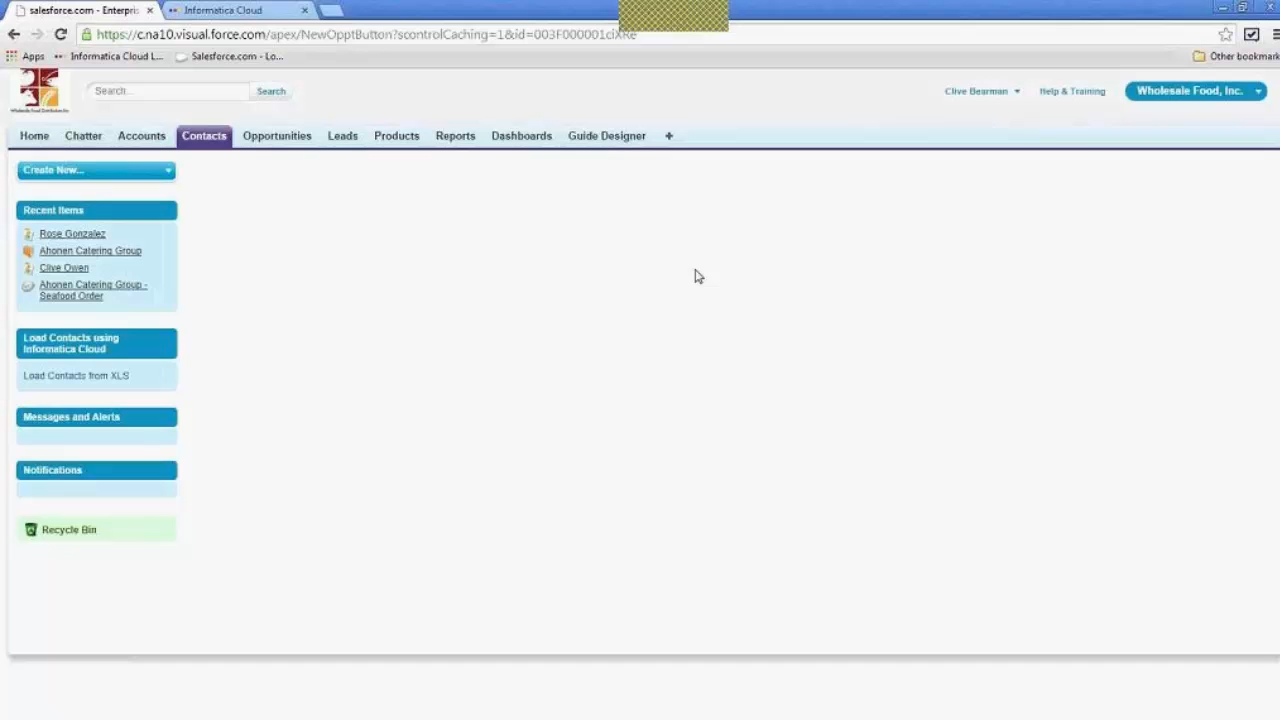 salesforce.com - Enterpris
Informatica Cloud
https://c.na10.visual.force.com/apex/NewOpptButton?scontrolCaching=1&id=003F000001ciXRe
Apps
Informatica Cloud L...
Salesforce.com - Lo...
Other bookmark
Search...
Search
Clive Bearman
Help & Training
Wholesale Food, Inc.
Home
Chatter
Accounts
Contacts
Opportunities
Leads
Products
Reports
Dashboards
Guide Designer
+
Create New...
Recent Items
Rose Gonzalez
Ahonen Catering Group
Clive Owen
Ahonen Catering Group -
Seafood Order
Load Contacts using
Informatica Cloud
Load Contacts from XLS
Messages and Alerts
Notifications
Recycle Bin